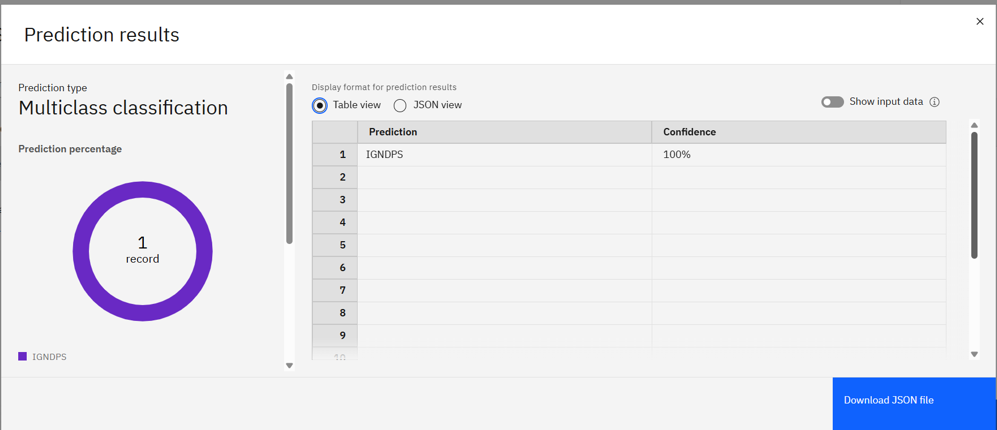 Prediction results
Prediction type
Multiclass classification
Prediction percentage
1
record
IGNDPS
Display format for prediction results
Table view JSON view
Show input data
Prediction Confidence
1 IGNDPS 100%
2
3
4
5
6
7
8
9
10
Download JSON file